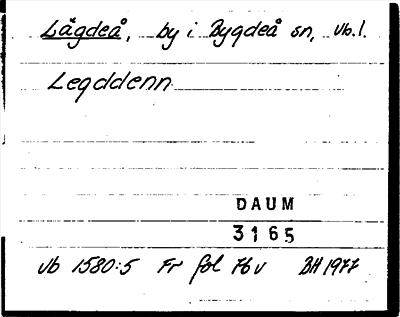 Lägdeå, by i Bygdeå sn, Vb.l.
Legddenn
DAUM
3165
Vb 1580:5 Fr fol 76v BH 1977